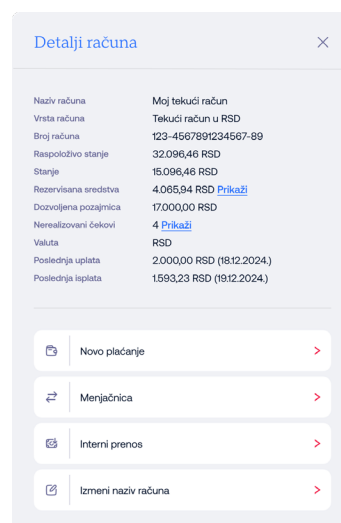 Detalji računa
Naziv računa Moj tekući račun
Vrsta računa Tekući račun u RSD
Broj računa 123-4567891234567-89
Raspoloživo stanje 32.096,46 RSD
Stanje 15.096,46 RSD
Rezervisana sredstva 4.065,94 RSD Prikaži
Dozvoljena pozajmica 17.000,00 RSD
Nerealizovani čekovi 4 Prikaži
Valuta RSD
Poslednja uplata 2.000,00 RSD (18.12.2024.)
Poslednja isplata 1.593,23 RSD (19.12.2024.)
Novo plaćanje
Menjačnica
Interni prenos
Izmeni naziv računa